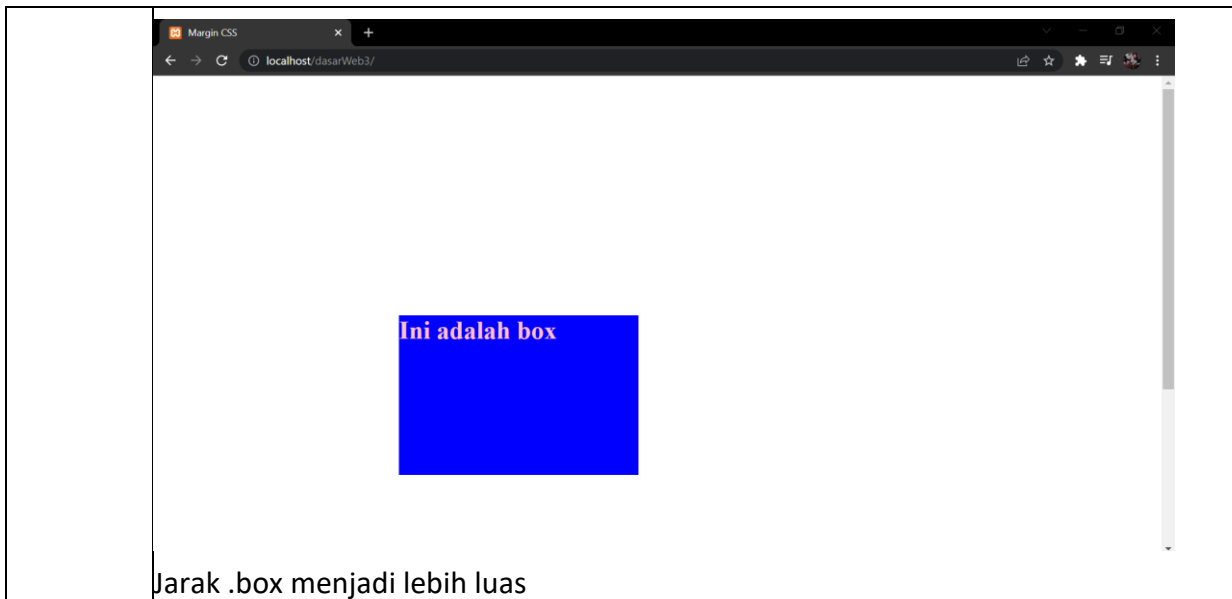 Margin CSS
localhost/dasarWeb3/
Ini adalah box
Jarak .box menjadi lebih luas